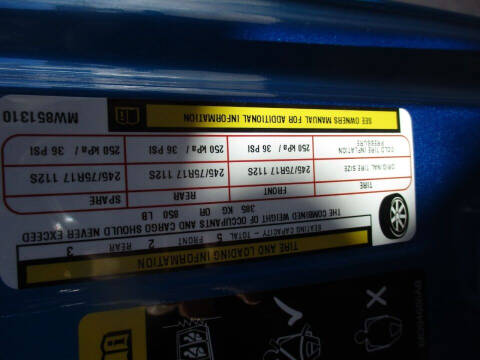 TIRE AND LOADING INFORMATION
SEATING CAPACITY – TOTAL 5 FRONT 2 REAR 3
THE COMBINED WEIGHT OF OCCUPANTS AND CARGO SHOULD NEVER EXCEED
385 KG OR 850 LB
TIRE FRONT REAR SPARE
ORIGINAL TIRE SIZE 245/75R17 112S 245/75R17 112S 245/75R17 112S
COLD TIRE INFLATION PRESSURE 250 kPa / 36 PSI 250 kPa / 36 PSI 250 kPa / 36 PSI
SEE OWNERS MANUAL FOR ADDITIONAL INFORMATION
MW851310